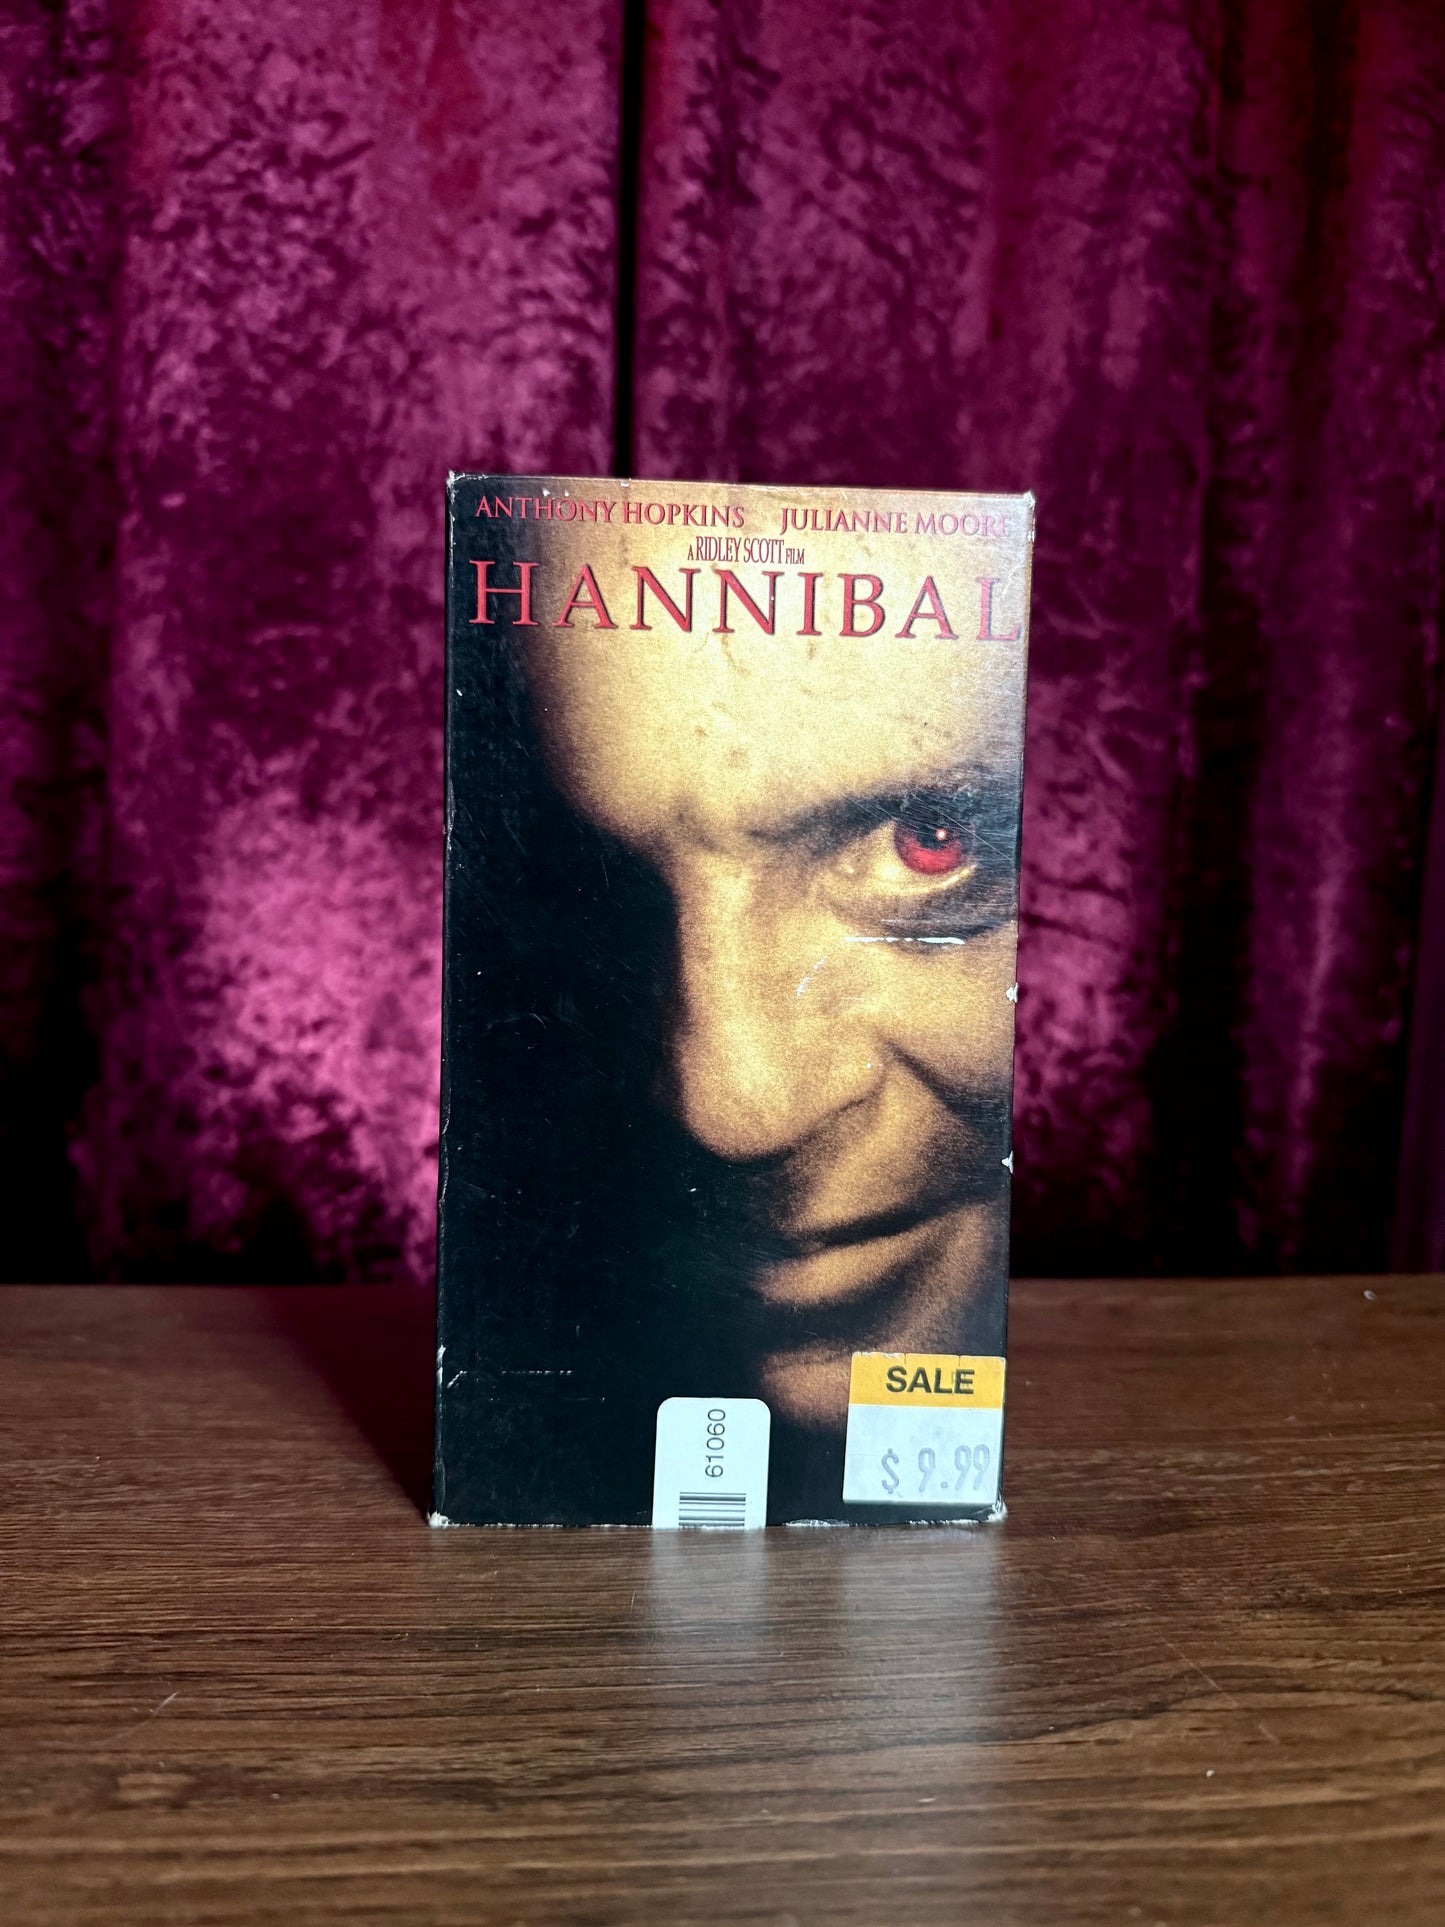 ANTHONY HOPKINS JULIANNE MOORE
A RIDLEY SCOTT FILM
HANNIBAL
SALE
$ 9.99
61060